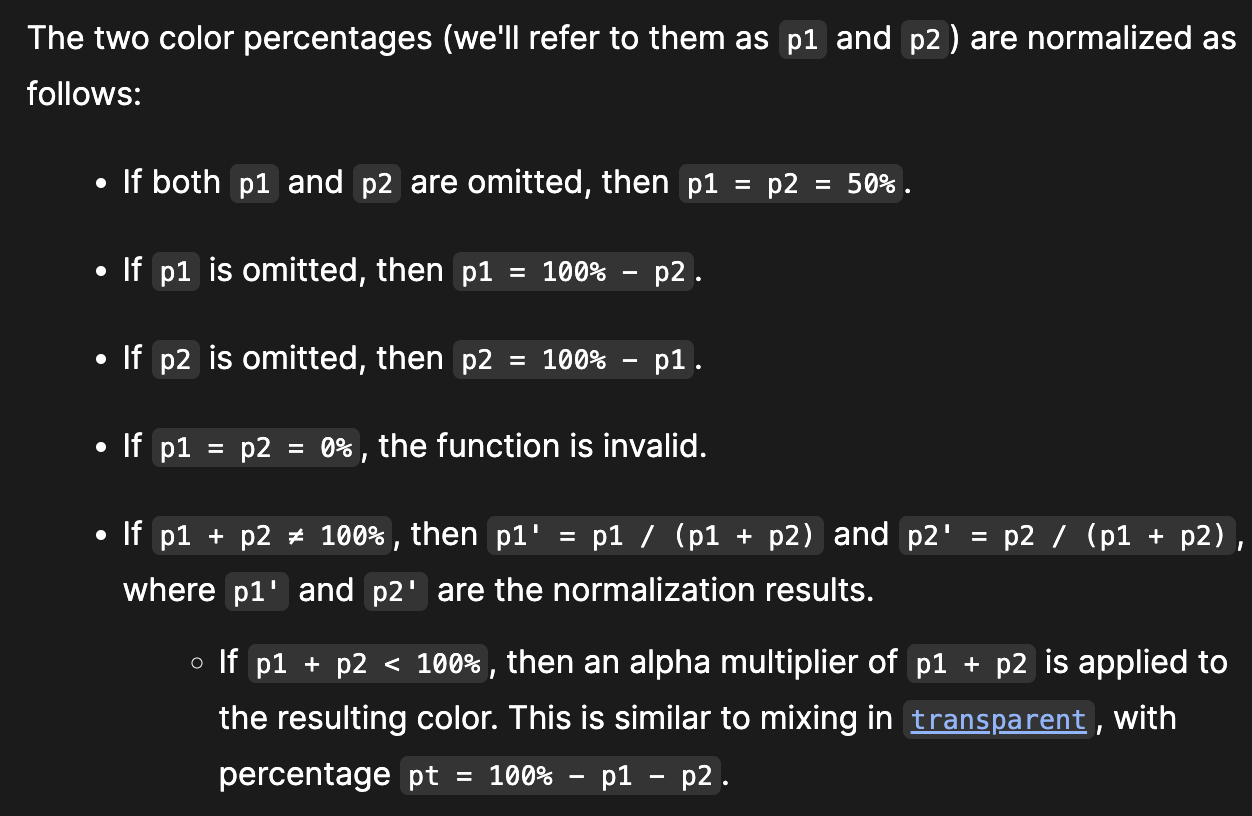 The two color percentages (we'll refer to them as p1 and p2) are normalized as
follows:
• If both p1 and p2 are omitted, then p1 = p2 = 50%.
• If p1 is omitted, then p1 = 100% − p2.
• If p2 is omitted, then p2 = 100% − p1.
• If p1 = p2 = 0%, the function is invalid.
• If p1 + p2 ≠ 100%, then p1' = p1 / (p1 + p2) and p2' = p2 / (p1 + p2),
where p1' and p2' are the normalization results.
◦ If p1 + p2 < 100%, then an alpha multiplier of p1 + p2 is applied to
the resulting color. This is similar to mixing in transparent, with
percentage pt = 100% − p1 − p2.